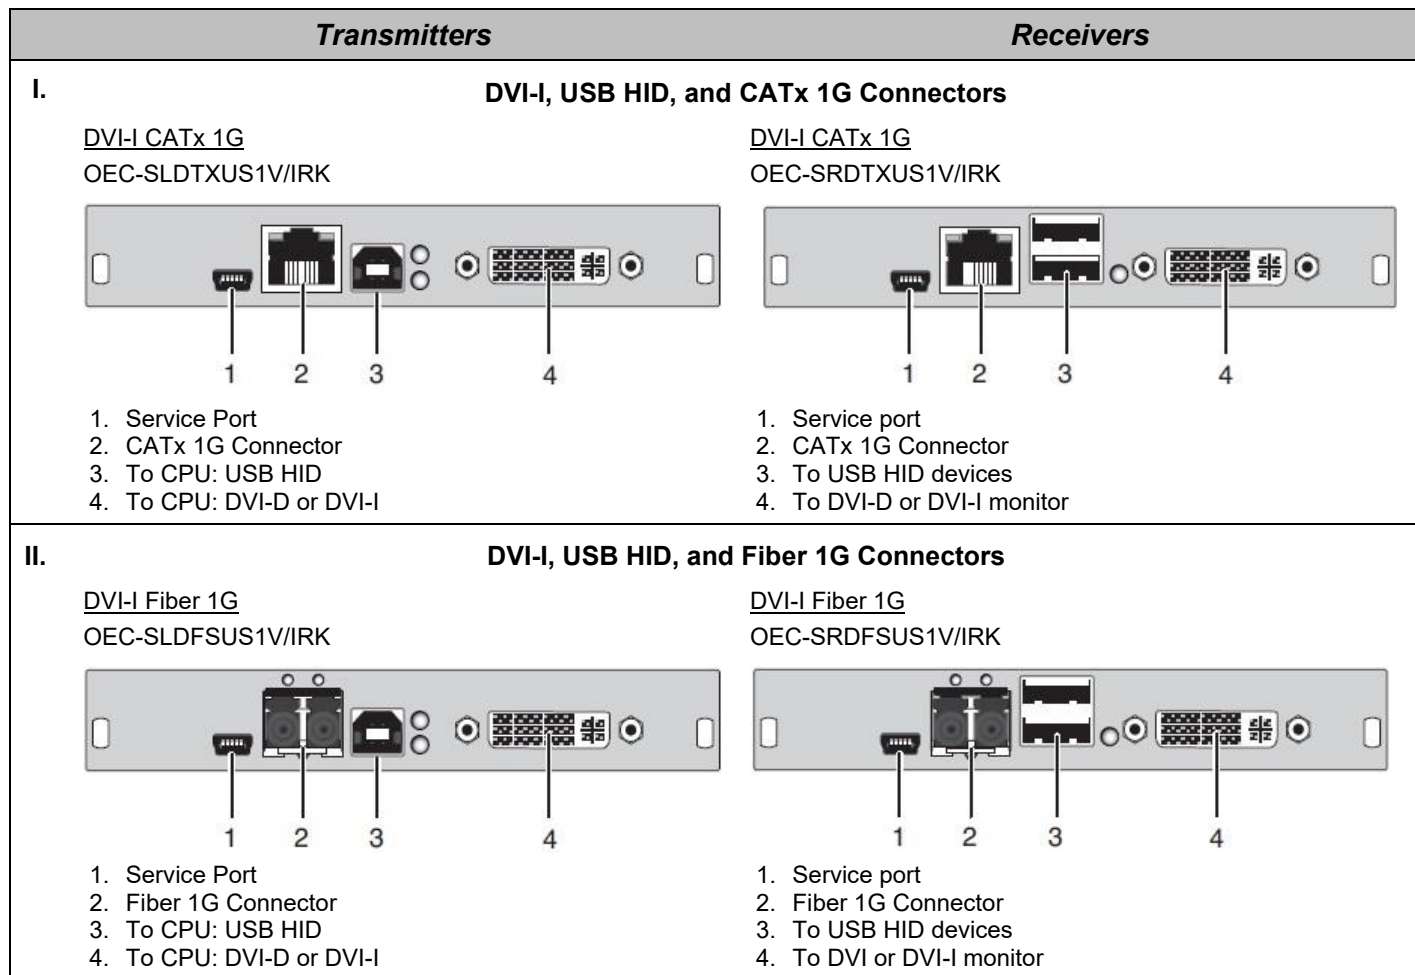 Transmitters
Receivers
I.
DVI-I, USB HID, and CATx 1G Connectors
DVI-I CATx 1G
OEC-SLDTXUS1V/IRK
1 2 3 4
1. Service Port
2. CATx 1G Connector
3. To CPU: USB HID
4. To CPU: DVI-D or DVI-I
DVI-I CATx 1G
OEC-SRDTXUS1V/IRK
1 2 3 4
1. Service port
2. CATx 1G Connector
3. To USB HID devices
4. To DVI-D or DVI-I monitor
II.
DVI-I, USB HID, and Fiber 1G Connectors
DVI-I Fiber 1G
OEC-SLDFSUS1V/IRK
1 2 3 4
1. Service Port
2. Fiber 1G Connector
3. To CPU: USB HID
4. To CPU: DVI-D or DVI-I
DVI-I Fiber 1G
OEC-SRDFSUS1V/IRK
1 2 3 4
1. Service port
2. Fiber 1G Connector
3. To USB HID devices
4. To DVI or DVI-I monitor